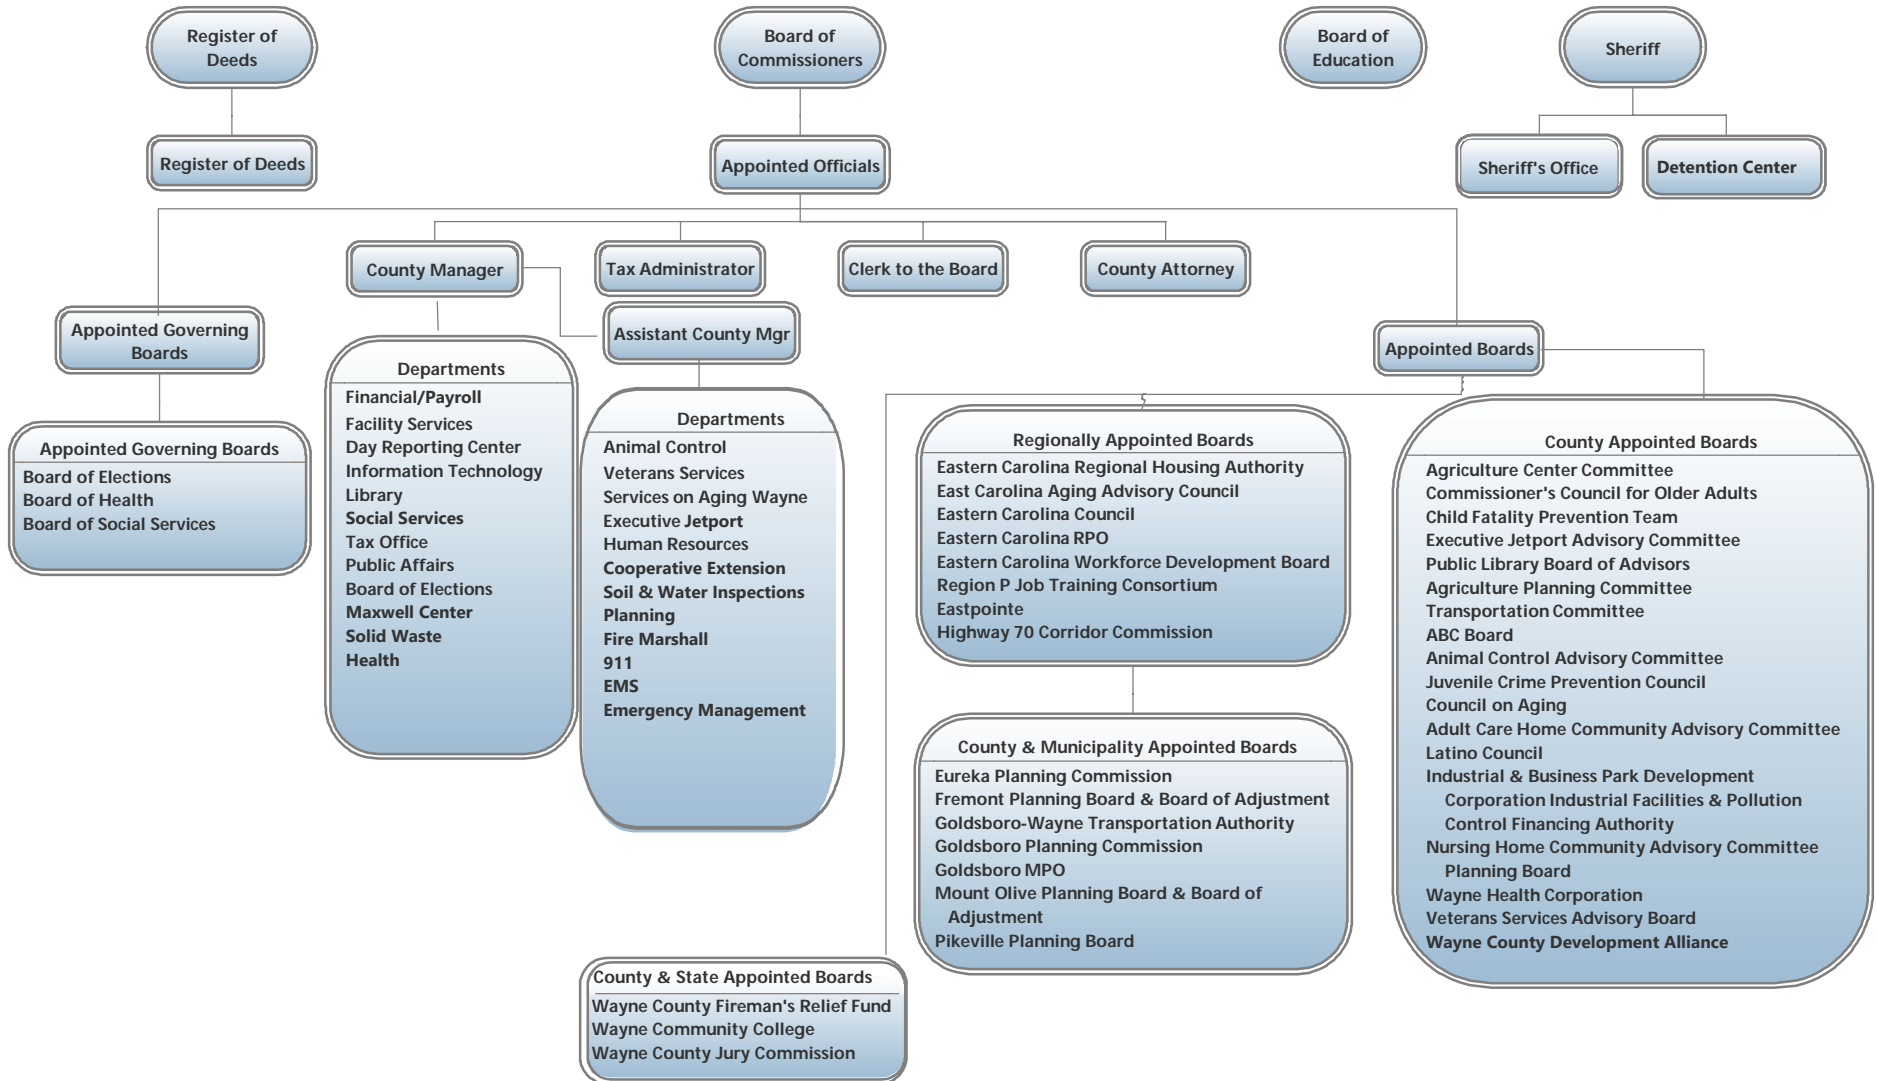 Register of
Deeds
Board of
Commissioners
Board of
Education
Sheriff
Register of Deeds
Appointed Officials
Sheriff's Office
Detention Center
County Manager
Tax Administrator
Clerk to the Board
County Attorney
Appointed Governing
Boards
Assistant County Mgr
Appointed Boards
Appointed Governing Boards
Board of Elections
Board of Health
Board of Social Services
Departments
Financial/Payroll
Facility Services
Day Reporting Center
Information Technology
Library
Social Services
Tax Office
Public Affairs
Board of Elections
Maxwell Center
Solid Waste
Health
Departments
Animal Control
Veterans Services
Services on Aging Wayne
Executive Jetport
Human Resources
Cooperative Extension
Soil & Water Inspections
Planning
Fire Marshall
911
EMS
Emergency Management
Regionally Appointed Boards
Eastern Carolina Regional Housing Authority
East Carolina Aging Advisory Council
Eastern Carolina Council
Eastern Carolina RPO
Eastern Carolina Workforce Development Board
Region P Job Training Consortium
Eastpointe
Highway 70 Corridor Commission
County & Municipality Appointed Boards
Eureka Planning Commission
Fremont Planning Board & Board of Adjustment
Goldsboro-Wayne Transportation Authority
Goldsboro Planning Commission
Goldsboro MPO
Mount Olive Planning Board & Board of
Adjustment
Pikeville Planning Board
County & State Appointed Boards
Wayne County Fireman's Relief Fund
Wayne Community College
Wayne County Jury Commission
County Appointed Boards
Agriculture Center Committee
Commissioner's Council for Older Adults
Child Fatality Prevention Team
Executive Jetport Advisory Committee
Public Library Board of Advisors
Agriculture Planning Committee
Transportation Committee
ABC Board
Animal Control Advisory Committee
Juvenile Crime Prevention Council
Council on Aging
Adult Care Home Community Advisory Committee
Latino Council
Industrial & Business Park Development
Corporation Industrial Facilities & Pollution
Control Financing Authority
Nursing Home Community Advisory Committee
Planning Board
Wayne Health Corporation
Veterans Services Advisory Board
Wayne County Development Alliance